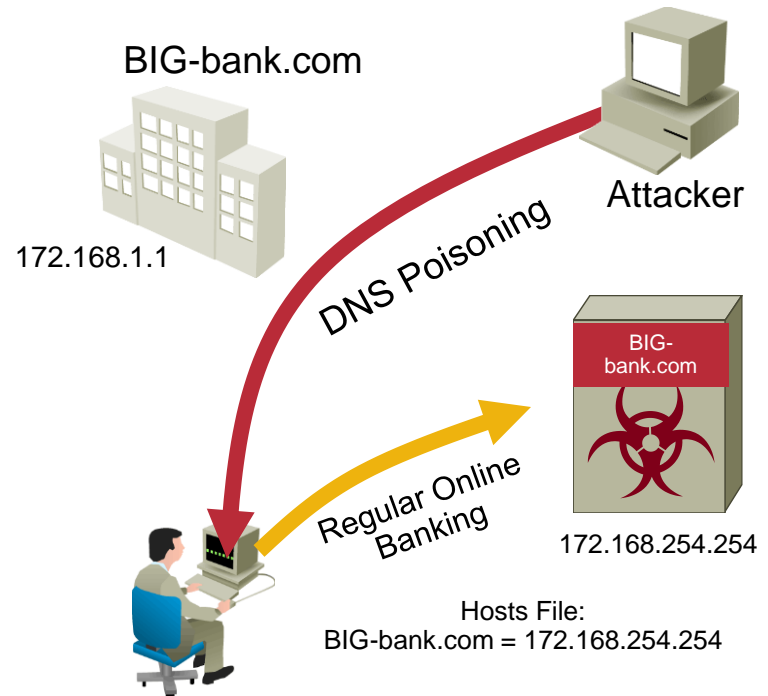 BIG-bank.com
172.168.1.1
Attacker
DNS Poisoning
BIG-
bank.com
Regular Online
Banking
172.168.254.254
Hosts File:
BIG-bank.com = 172.168.254.254